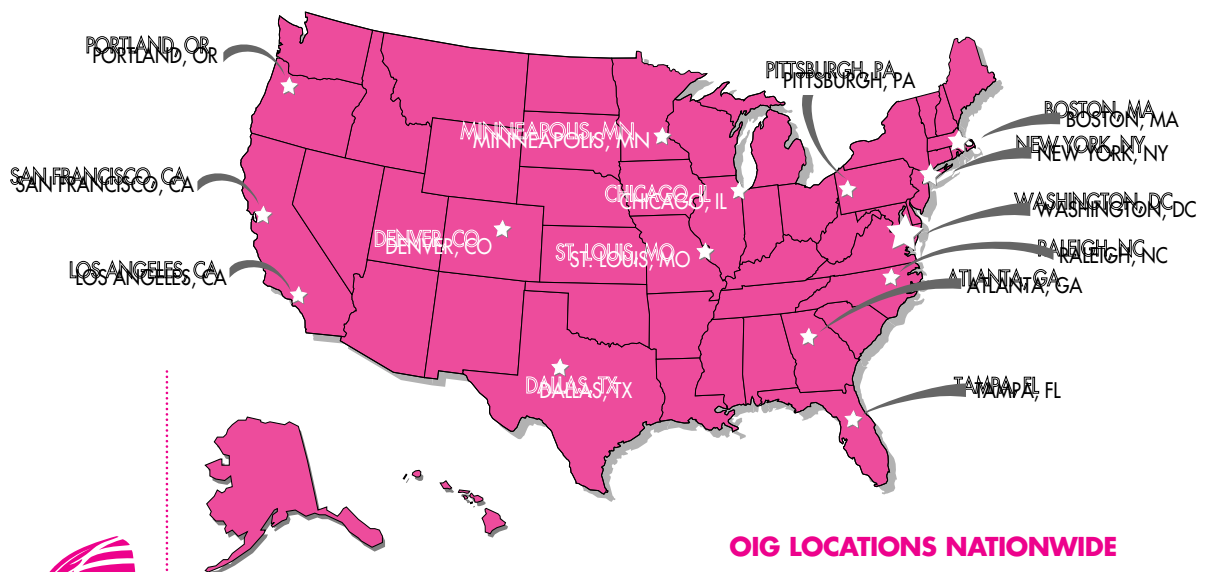 PORTLAND, OR
PITTSBURGH, PA
BOSTON, MA
MINNEAPOLIS, MN
NEW YORK, NY
SAN FRANCISCO, CA
CHICAGO, IL
WASHINGTON, DC
DENVER, CO
ST. LOUIS, MO
RALEIGH, NC
LOS ANGELES, CA
ATLANTA, GA
DALLAS, TX
TAMPA, FL
OIG LOCATIONS NATIONWIDE